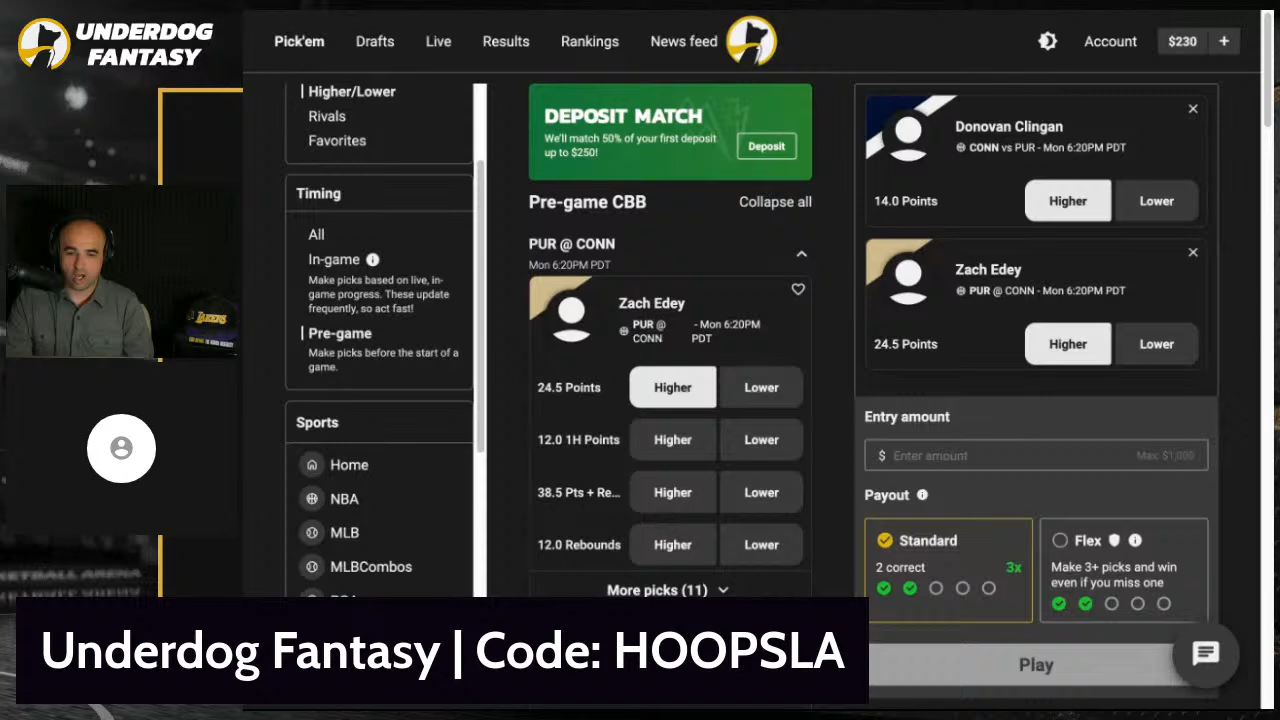 UNDERDOG
FANTASY
Pick'em Drafts Live Results Rankings News feed Account $230 +
Higher/Lower
Rivals
Favorites
Timing
All
In-game
Make picks based on live, in-
game progress. These update
frequently, so act fast!
Pre-game
Make picks before the start of a
game.
Sports
Home
NBA
MLB
MLBCombos
DEPOSIT MATCH
We'll match 50% of your first deposit
up to $250!
Deposit
Pre-game CBB Collapse all
PUR @ CONN
Mon 6:20PM PDT
Zach Edey
PUR @ - Mon 6:20PM
CONN PDT
24.5 Points Higher Lower
12.0 1H Points Higher Lower
38.5 Pts + Re... Higher Lower
12.0 Rebounds Higher Lower
More picks (11)
Donovan Clingan
CONN vs PUR - Mon 6:20PM PDT
14.0 Points Higher Lower
Zach Edey
PUR @ CONN - Mon 6:20PM PDT
24.5 Points Higher Lower
Entry amount
$ Enter amount Max: $1,000
Payout
Standard
2 correct 3x
Flex
Make 3+ picks and win
even if you miss one
Play
LAKERS
Underdog Fantasy | Code: HOOPSLA